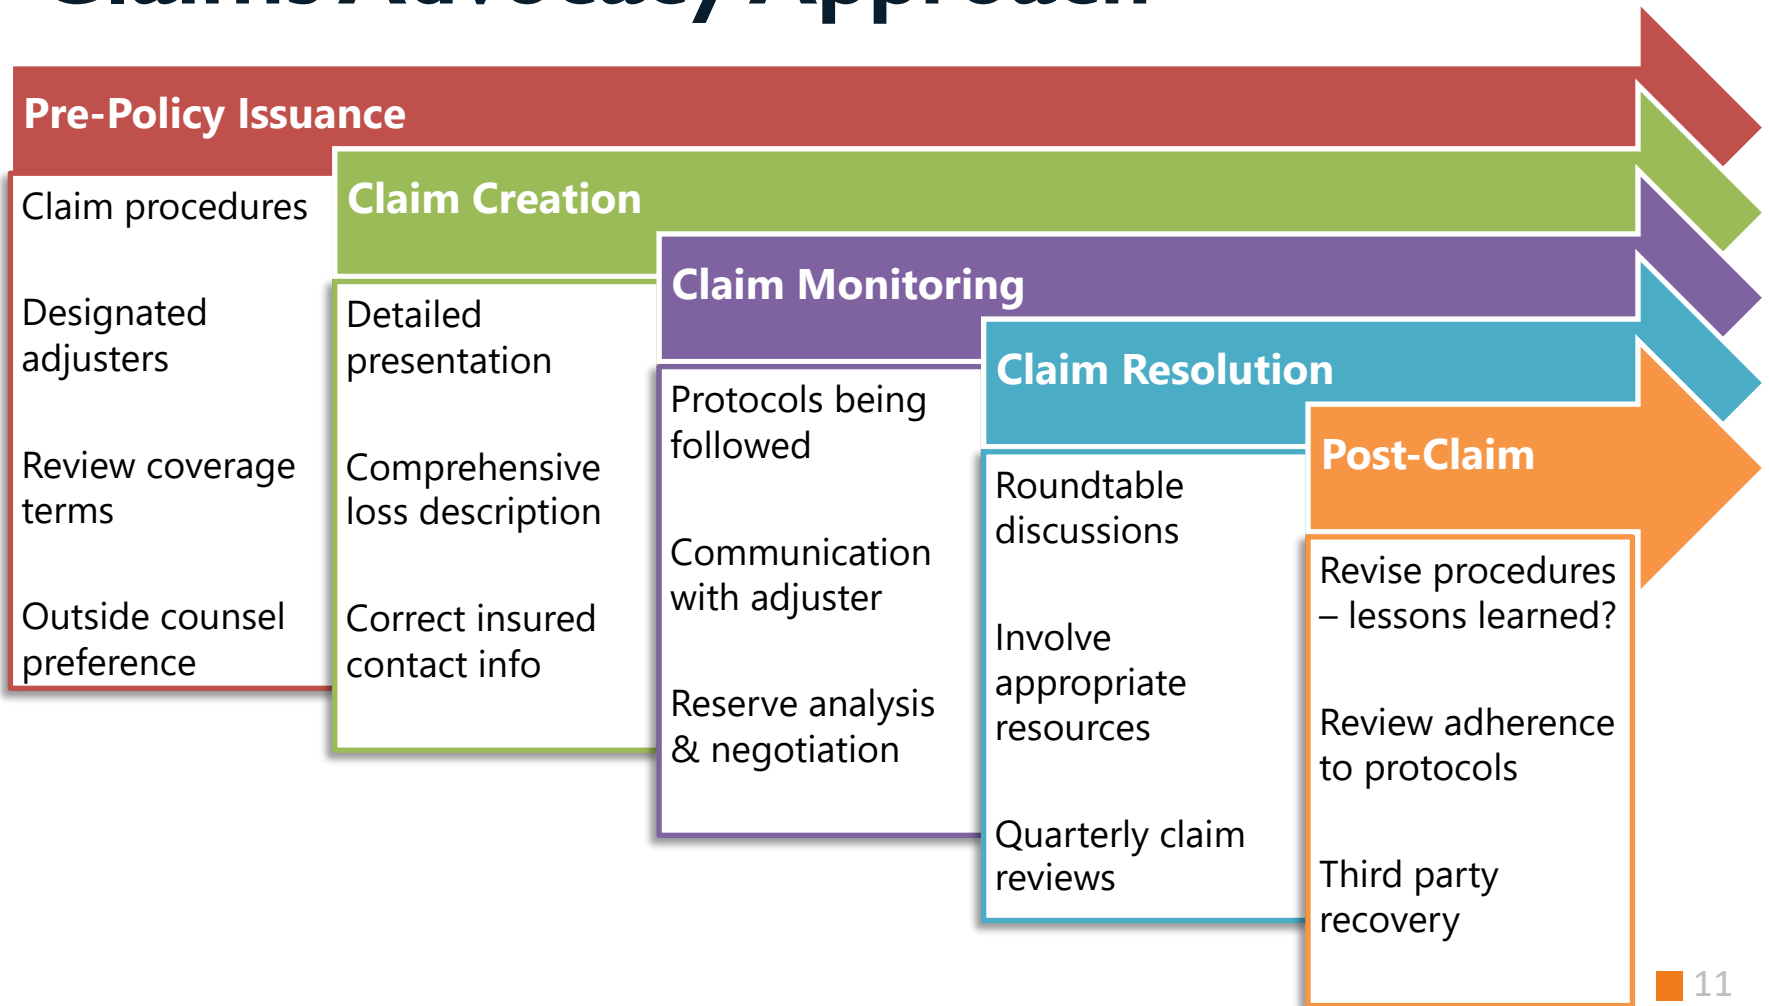 Claims Advocacy Approach
Pre-Policy Issuance
Claim procedures
Designated
adjusters
Review coverage
terms
Outside counsel
preference
Claim Creation
Detailed
presentation
Comprehensive
loss description
Correct insured
contact info
Claim Monitoring
Protocols being
followed
Communication
with adjuster
Reserve analysis
& negotiation
Claim Resolution
Roundtable
discussions
Involve
appropriate
resources
Quarterly claim
reviews
Post-Claim
Revise procedures
– lessons learned?
Review adherence
to protocols
Third party
recovery
11